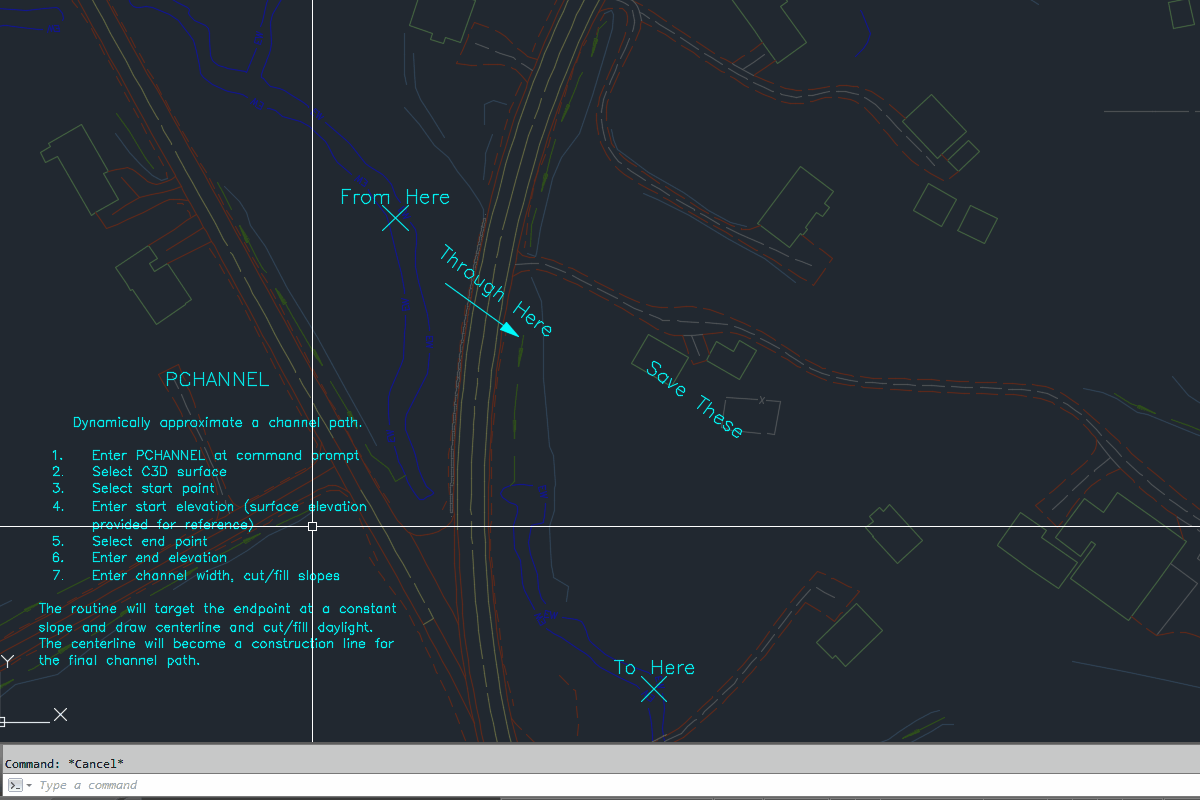 From Here
Through Here
Save These
X
PCHANNEL
Dynamically approximate a channel path.
1. Enter PCHANNEL at command prompt
2. Select C3D surface
3. Select start point
4. Enter start elevation (surface elevation
provided for reference)
5. Select end point
6. Enter end elevation
7. Enter channel width, cut/fill slopes
The routine will target the endpoint at a constant
slope and draw centerline and cut/fill daylight.
The centerline will become a construction line for
the final channel path.
To Here
Y
X
Command: *Cancel*
Type a command